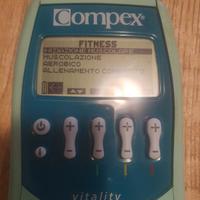 COMPEX®
FITNESS
MUSCOLAZIONE
AEROBICO
ALLENAMENTO
vitality